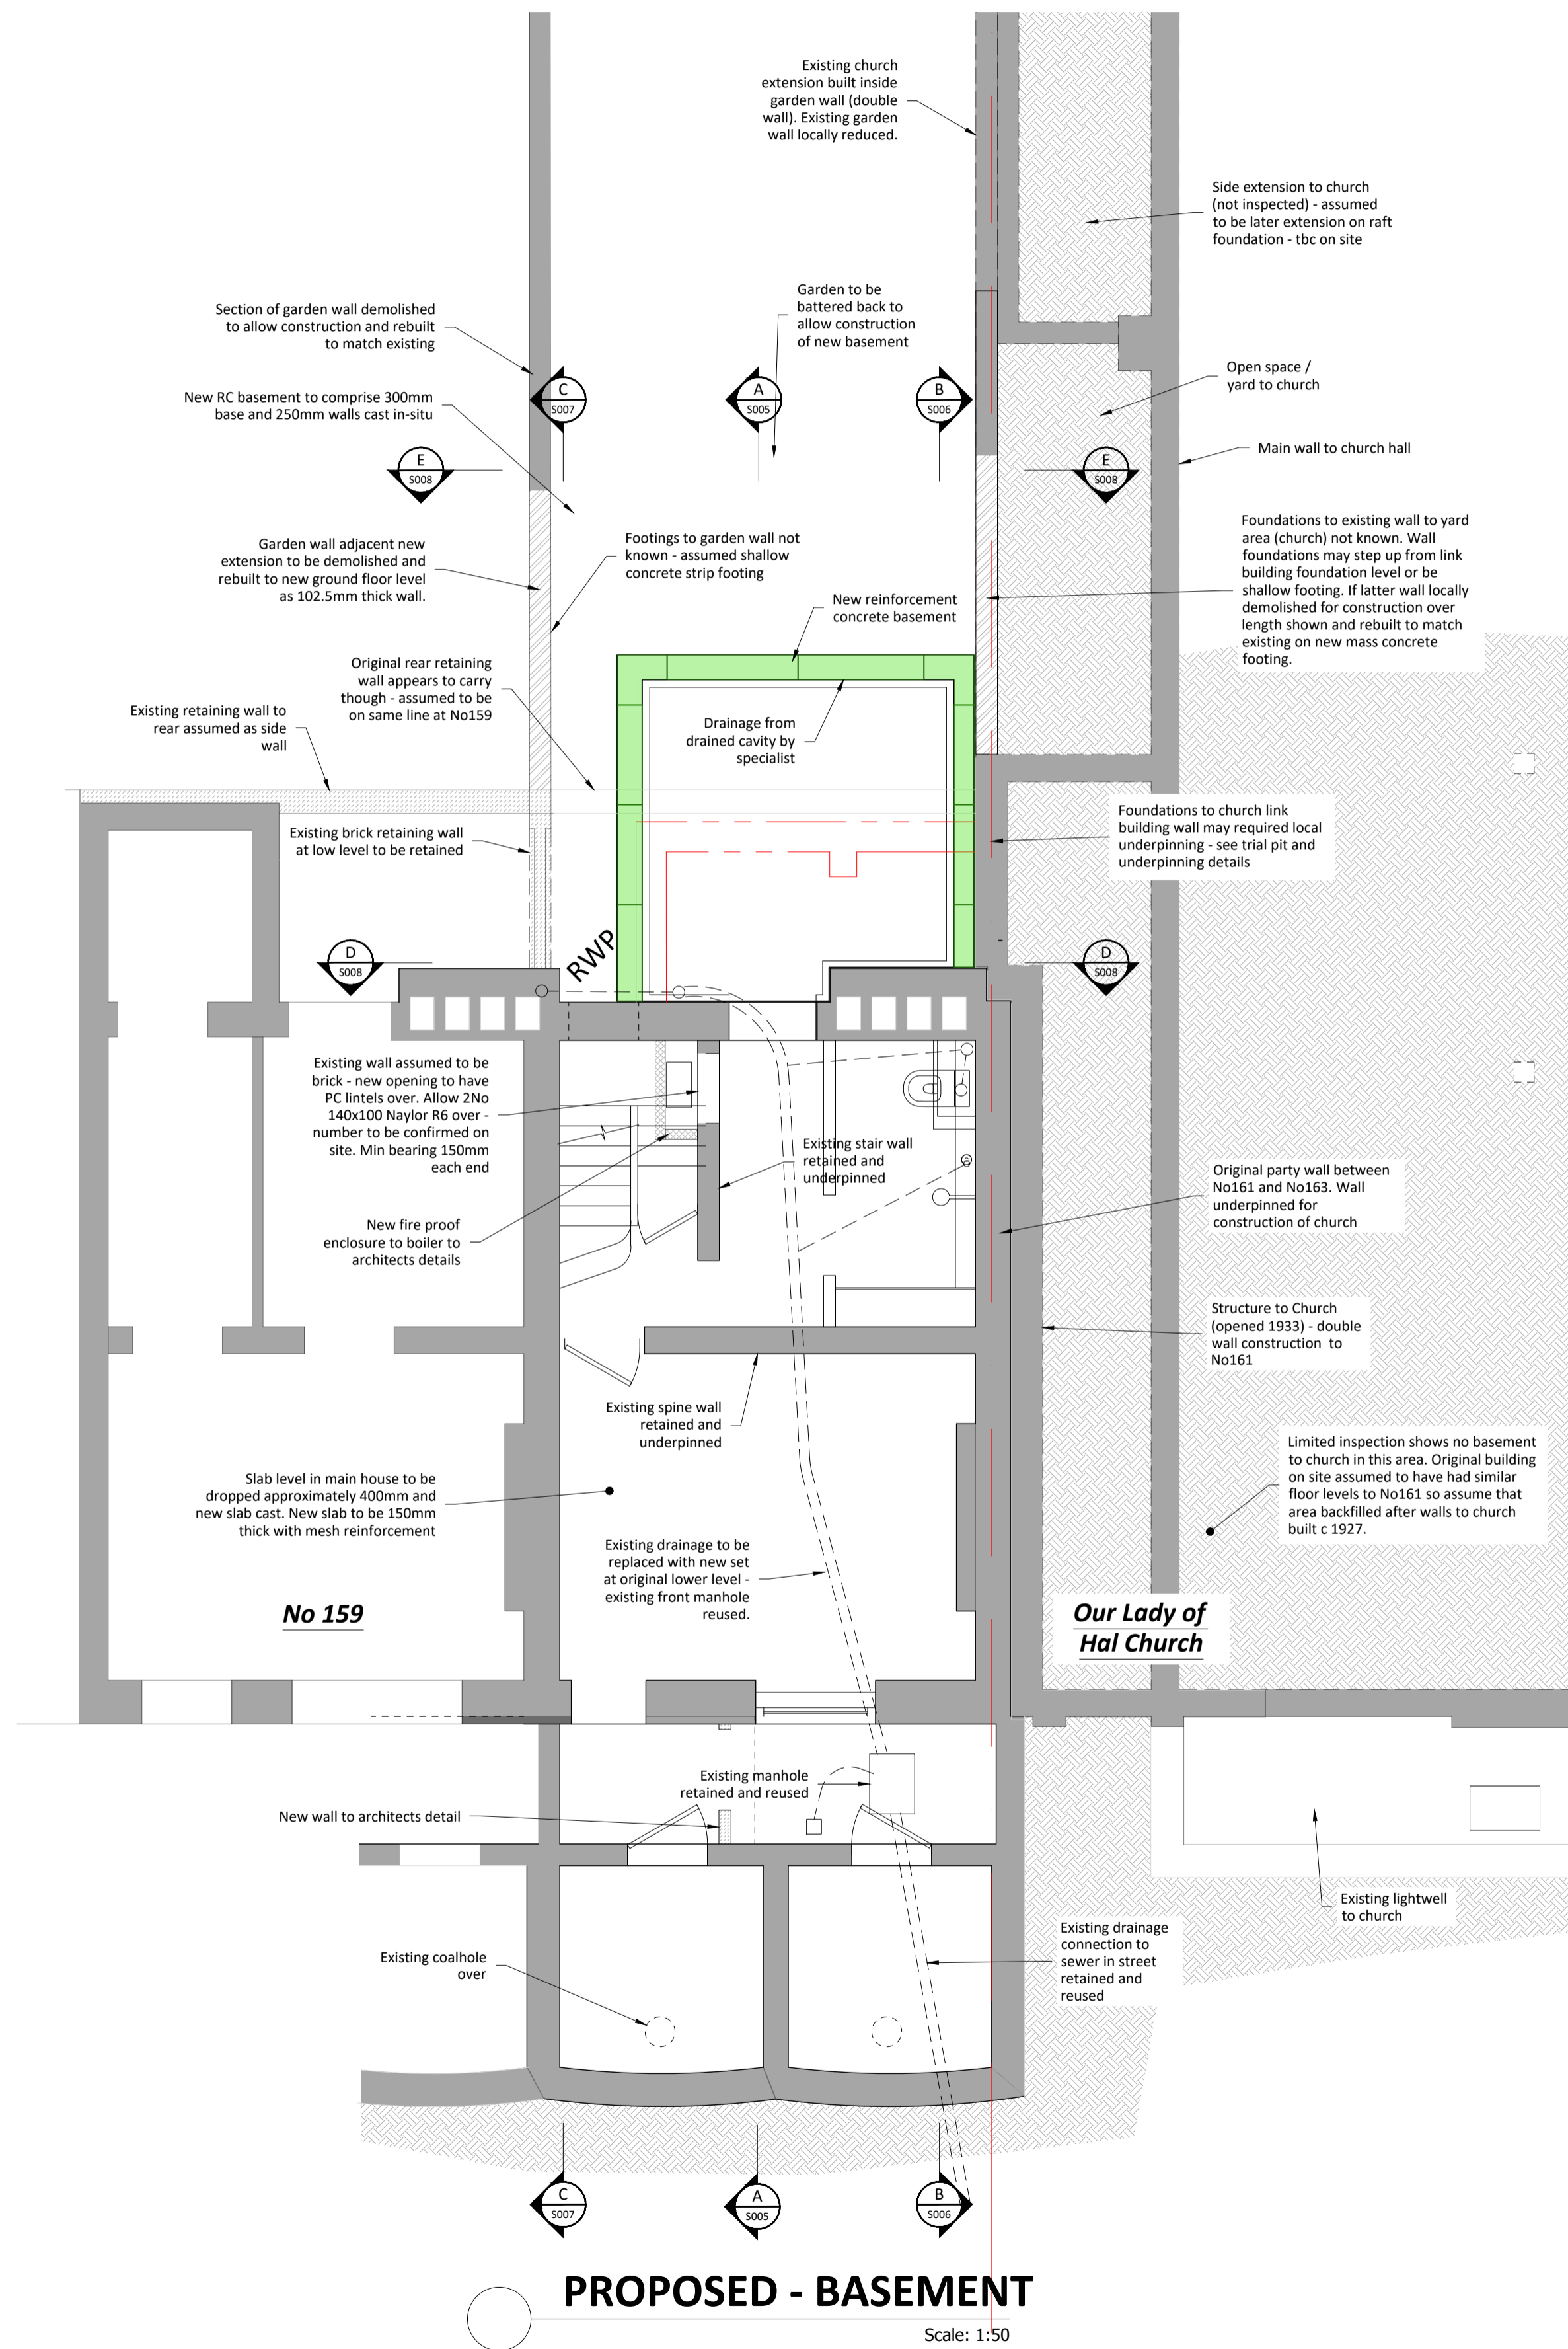 Existing church
extension built inside
garden wall (double
wall). Existing garden
wall locally reduced.
Side extension to church
(not inspected) - assumed
to be later extension on raft
foundation - tbc on site
Section of garden wall demolished
to allow construction and rebuilt
to match existing
Garden to be
battered back to
allow construction
of new basement
New RC basement to comprise 300mm
base and 250mm walls cast in-situ
C
S007
A
S005
B
S006
Open space /
yard to church
E
S008
E
S008
Main wall to church hall
Garden wall adjacent new
extension to be demolished and
rebuilt to new ground floor level
as 102.5mm thick wall.
Footings to garden wall not
known - assumed shallow
concrete strip footing
Foundations to existing wall to yard
area (church) not known. Wall
foundations may step up from link
building foundation level or be
shallow footing. If latter wall locally
demolished for construction over
length shown and rebuilt to match
existing on new mass concrete
footing.
New reinforcement
concrete basement
Original rear retaining
wall appears to carry
though - assumed to be
on same line at No159
Existing retaining wall to
rear assumed as side
wall
Drainage from
drained cavity by
specialist
Existing brick retaining wall
at low level to be retained
Foundations to church link
building wall may required local
underpinning - see trial pit and
underpinning details
D
S008
RWP
D
S008
Existing wall assumed to be
brick - new opening to have
PC lintels over. Allow 2No
140x100 Naylor R6 over -
number to be confirmed on
site. Min bearing 150mm
each end
Existing stair wall
retained and
underpinned
Original party wall between
No161 and No163. Wall
underpinned for
construction of church
New fire proof
enclosure to boiler to
architects details
Structure to Church
(opened 1933) - double
wall construction to
No161
Existing spine wall
retained and
underpinned
Slab level in main house to be
dropped approximately 400mm and
new slab cast. New slab to be 150mm
thick with mesh reinforcement
Limited inspection shows no basement
to church in this area. Original building
on site assumed to have had similar
floor levels to No161 so assume that
area backfilled after walls to church
built c 1927.
Existing drainage to be
replaced with new set
at original lower level -
existing front manhole
reused.
No 159
Our Lady of
Hal Church
Existing manhole
retained and reused
New wall to architects detail
Existing lightwell
to church
Existing drainage
connection to
sewer in street
retained and
reused
Existing coalhole
over
C
S007
A
S005
B
S006
PROPOSED - BASEMENT
Scale: 1:50